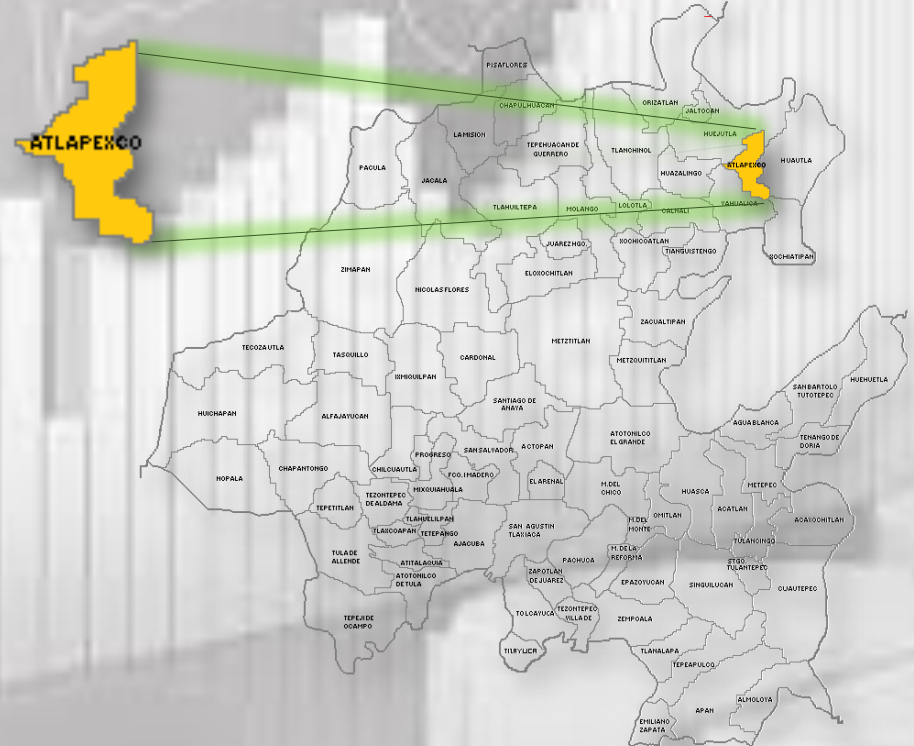 PISAFLORES
CHAPULHUACAN
ORIZATLAN
JALTOCAN
LA MISION
HUEJUTLA
ATLAPEXCO
TEPEHUACAN DE
GUERRERO
TLANCHINOL
HUAUTLA
PACULA
ATLAPEXCO
HUAZALINGO
JACALA
TLAHUILTEPA
MOLANGO
LOLOTLA
CALNALI
YAHUALICA
JUAREZ HGO.
XOCHICOATLAN
TIANGUISTENGO
XOCHIATIPAN
ZIMAPAN
ELOXOCHITLAN
NICOLAS FLORES
ZACUALTIPAN
METZTITLAN
TECOZAUTLA
TASQUILLO
CARDONAL
METZQUITITLAN
IXMIQUILPAN
HUEHUETLA
SAN BARTOLO
TUTOTEPEC
SANTIAGO DE
ANAYA
HUICHAPAN
ALFAJAYUCAN
AGUA BLANCA
ATOTONILCO
EL GRANDE
TENANGO DE
DORIA
ACTOPAN
SAN SALVADOR
PROGRESO
CHAPANTONGO
CHILCUAUTLA
NOPALA
FCO. I MADERO
EL ARENAL
M.DEL
CHICO
HUASCA
METEPEC
MIXQUIAHUALA
TEZONTEPEC
DE ALDAMA
TEPETITLAN
ACATLAN
OMITLAN
ACAXOCHITLAN
TLAHUELILPAN
M.DEL
MONTE
SAN AGUSTIN
TLAXIACA
TLAXCOAPAN
TETEPANGO
AJACUBA
TULANCINGO
TULA DE
ALLENDE
M. DE LA
REFORMA
PACHUCA
ATITALAQUIA
STGO.
TULANTEPEC
ATOTONILCO
DE TULA
ZAPOTLAN
DE JUAREZ
EPAZOYUCAN
SINGUILUCAN
CUAUTEPEC
TOLCAYUCA
TEZONTEPEC
VILLA DE
ZEMPOALA
TEPEJI DE
OCAMPO
TLANALAPA
TEPEAPULCO
ALMOLOYA
APAN
EMILIANO
ZAPATA